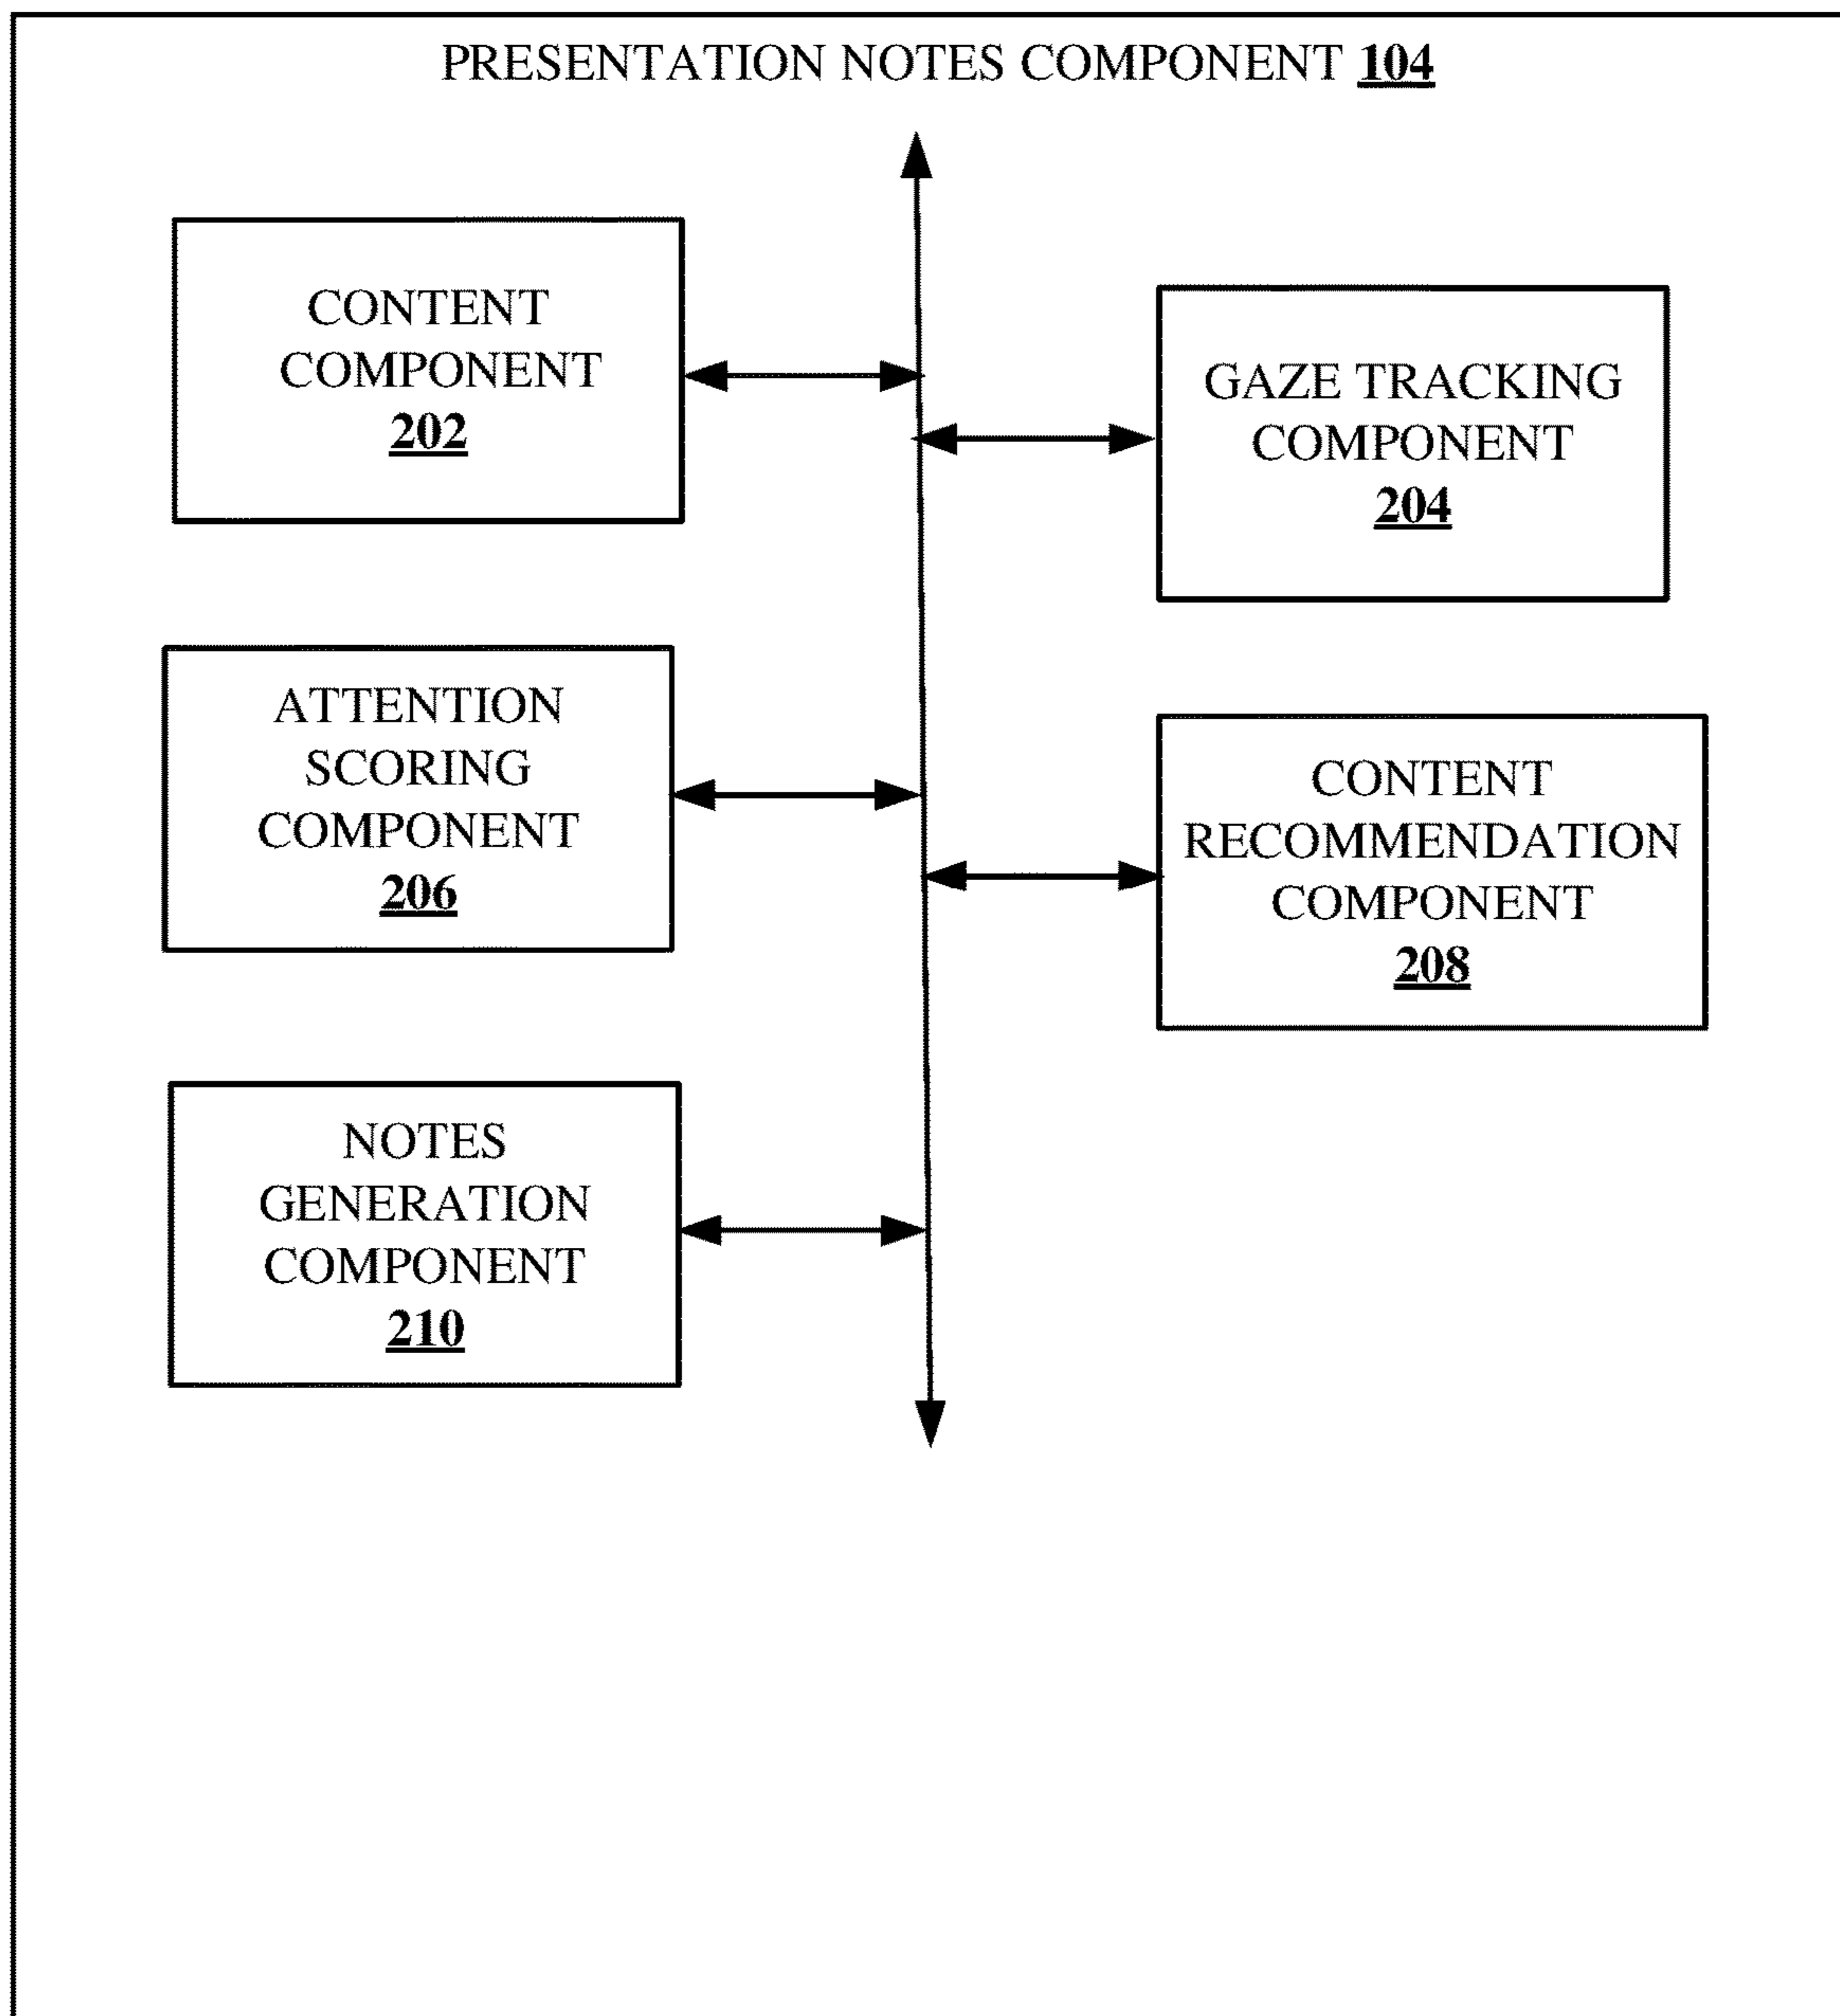 PRESENTATION NOTES COMPONENT 104
CONTENT
COMPONENT
202
GAZE TRACKING
COMPONENT
204
ATTENTION
SCORING
COMPONENT
206
CONTENT
RECOMMENDATION
COMPONENT
208
NOTES
GENERATION
COMPONENT
210